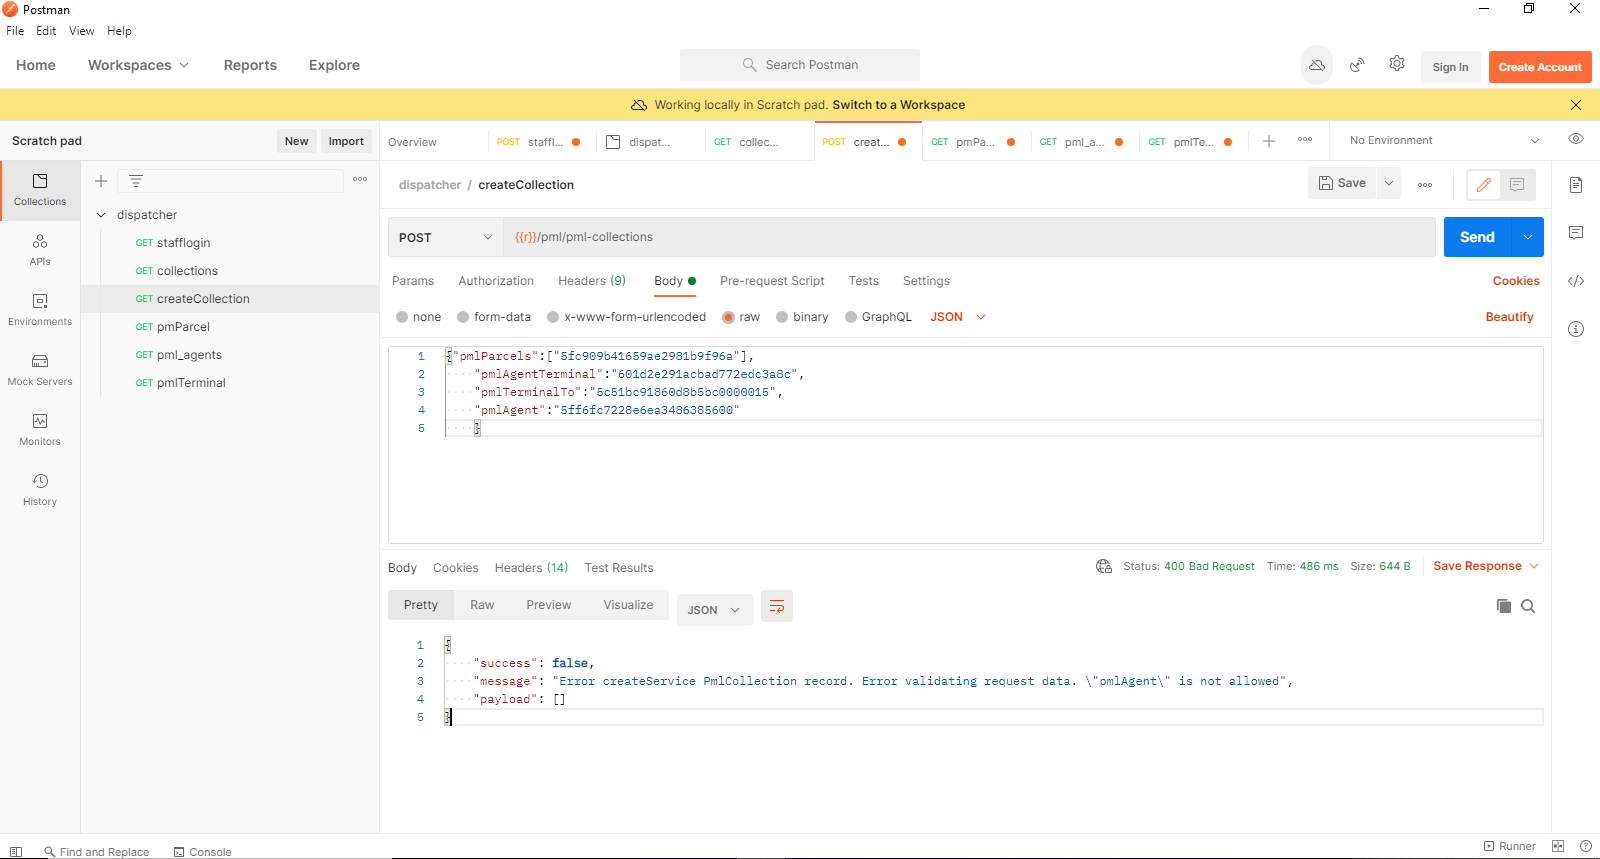 Postman
File Edit View Help
Home Workspaces Reports Explore Search Postman Sign In Create Account
Working locally in Scratch pad. Switch to a Workspace
Scratch pad New Import
Overview POST staffl... dispat... GET collec... POST creat... GET pmPa... GET pml_a... GET pmlTe... No Environment
Collections
APIs
Environments
Mock Servers
Monitors
History
dispatcher
GET stafflogin
GET collections
GET createCollection
GET pmParcel
GET pml_agents
GET pmlTerminal
dispatcher / createCollection Save
POST {{r}}/pml/pml-collections Send
Params Authorization Headers (9) Body Pre-request Script Tests Settings Cookies
none form-data x-www-form-urlencoded raw binary GraphQL JSON Beautify
1 {"pmlParcels":["5fc909b41659ae2981b9f96a"],
2 "pmlAgentTerminal":"601d2e291acbad772edc3a8c",
3 "pmlTerminalTo":"5c51bc91860d8b5bc0000015",
4 "pmlAgent":"5ff6fc7228e6ea3486385600"
5 }
Body Cookies Headers (14) Test Results Status: 400 Bad Request Time: 486 ms Size: 644 B Save Response
Pretty Raw Preview Visualize JSON
1 {
2 "success": false,
3 "message": "Error createService PmlCollection record. Error validating request data. \"pmlAgent\" is not allowed",
4 "payload": []
5 }
Find and Replace Console Runner